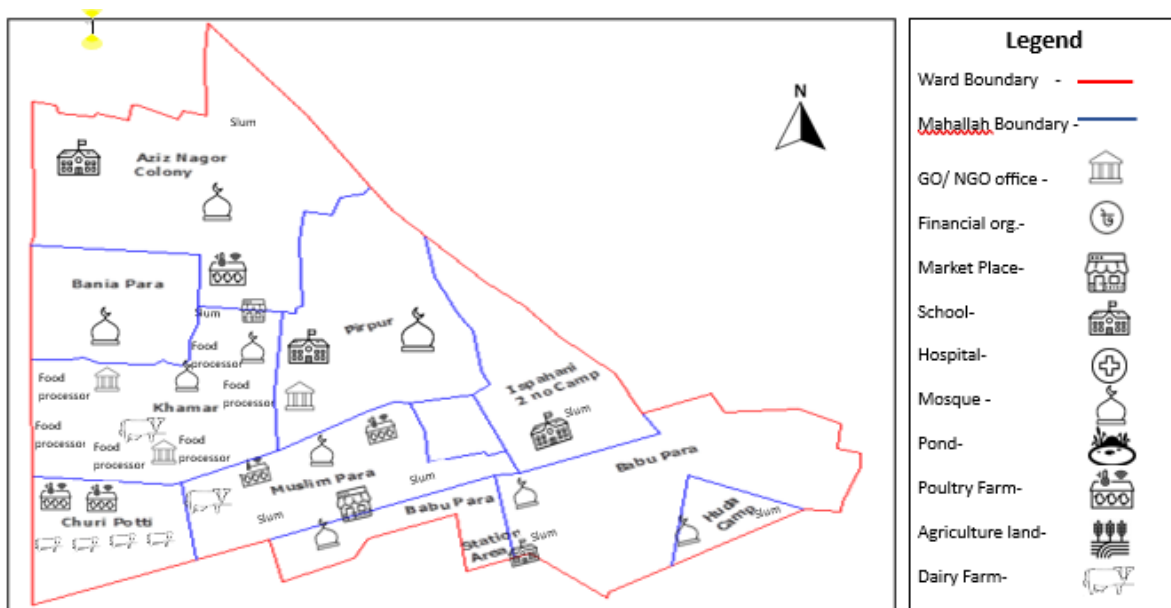 N
Slum
Aziz Nagor
Colony
Bania Para
Slum
Pirpur
Food
processor
Food
processor
Food
processor
Khamar
Ispahani
2 no Camp
Slum
Food
processor
Food
processor
Food
processor
Babu Para
Muslim Para
Slum
Churi Potti
Slum
Babu Para
Huda
Camp
Slum
Station
Area
Slum
Legend
Ward Boundary -
Mahallah Boundary -
GO/ NGO office -
Financial org.-
৳
Market Place-
School-
Hospital-
Mosque -
Pond-
Poultry Farm-
Agriculture land-
Dairy Farm-